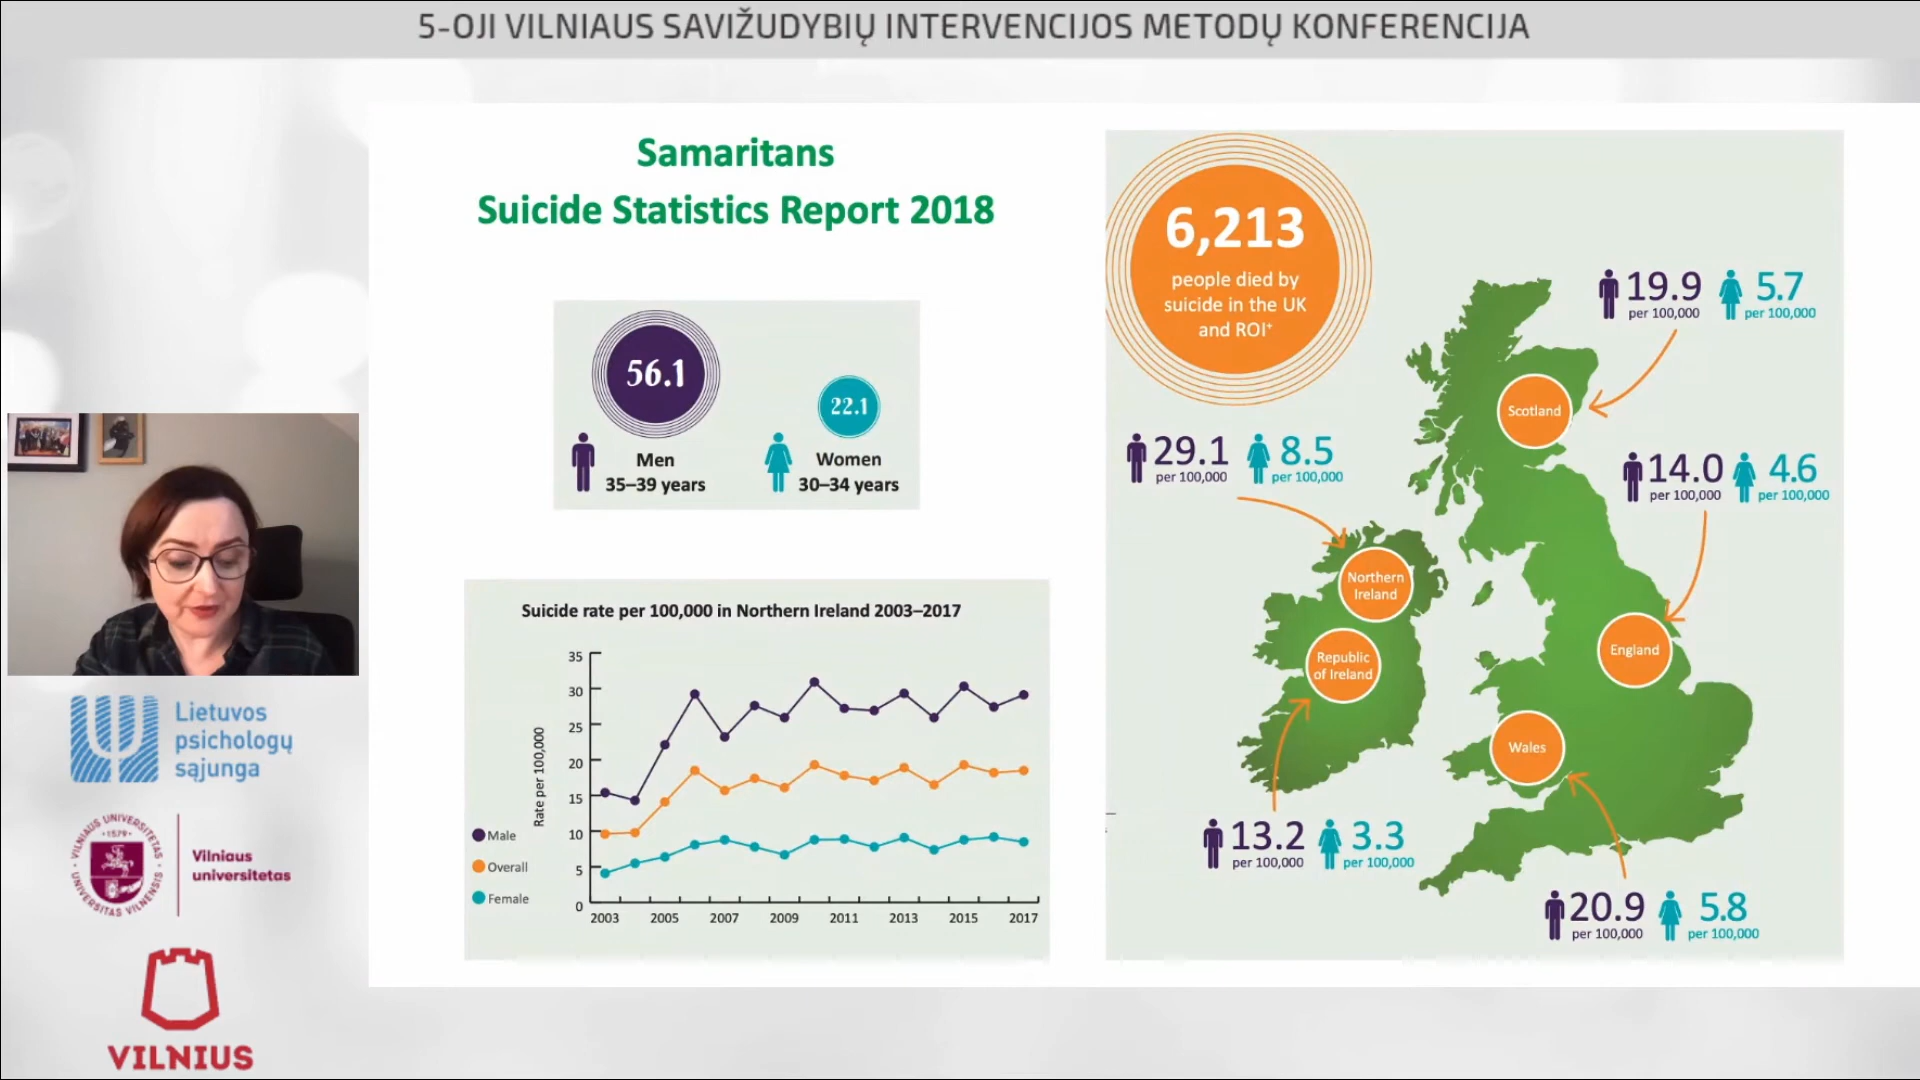 5-OJI VILNIAUS SAVIŽUDYBIŲ INTERVENCIJOS METODŲ KONFERENCIJA
Samaritans
Suicide Statistics Report 2018
56.1
22.1
Men
35–39 years
Women
30–34 years
Suicide rate per 100,000 in Northern Ireland 2003–2017
Rate per 100,000
35
30
25
20
15
10
5
0
2003 2005 2007 2009 2011 2013 2015 2017
Male
Overall
Female
6,213
people died by
suicide in the UK
and ROI+
19.9 5.7
per 100,000 per 100,000
Scotland
29.1 8.5
per 100,000 per 100,000
14.0 4.6
per 100,000 per 100,000
Northern
Ireland
Republic
of Ireland
England
Wales
13.2 3.3
per 100,000 per 100,000
20.9 5.8
per 100,000 per 100,000
Lietuvos
psichologų
sąjunga
VILNIAUS UNIVERSITETAS
·1579·
UNIVERSITAS VILNENSIS
Vilniaus
universitetas
VILNIUS